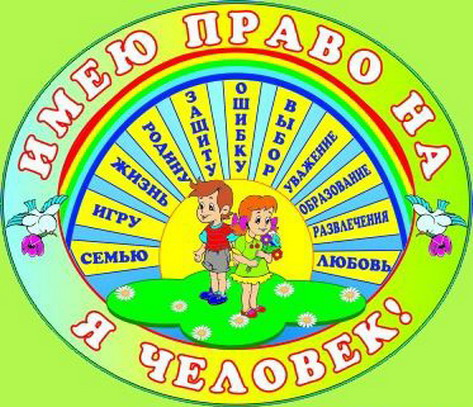 ИМЕЮ ПРАВО НА
СЕМЬЮ
ИГРУ
ЖИЗНЬ
РОДИНУ
ЗАЩИТУ
ОШИБКУ
ВЫБОР
УВАЖЕНИЕ
ОБРАЗОВАНИЕ
РАЗВЛЕЧЕНИЯ
ЛЮБОВЬ
Я ЧЕЛОВЕК!